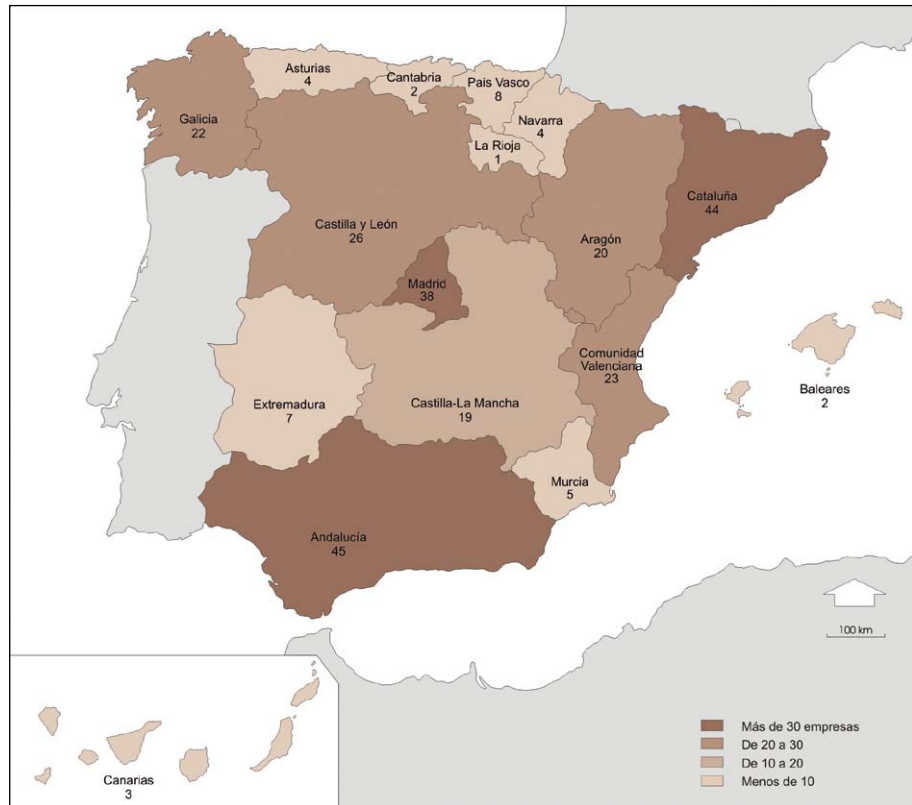 Asturias
4
Cantabria
2
Pais Vasco
8
Navarra
4
Galicia
22
La Rioja
1
Cataluña
44
Castilla y León
26
Aragón
20
Madrid
38
Comunidad
Valenciana
23
Baleares
2
Extremadura
7
Castilla-La Mancha
19
Murcia
5
Andalucía
45
100 km
Canarias
3
Más de 30 empresas
De 20 a 30
De 10 a 20
Menos de 10